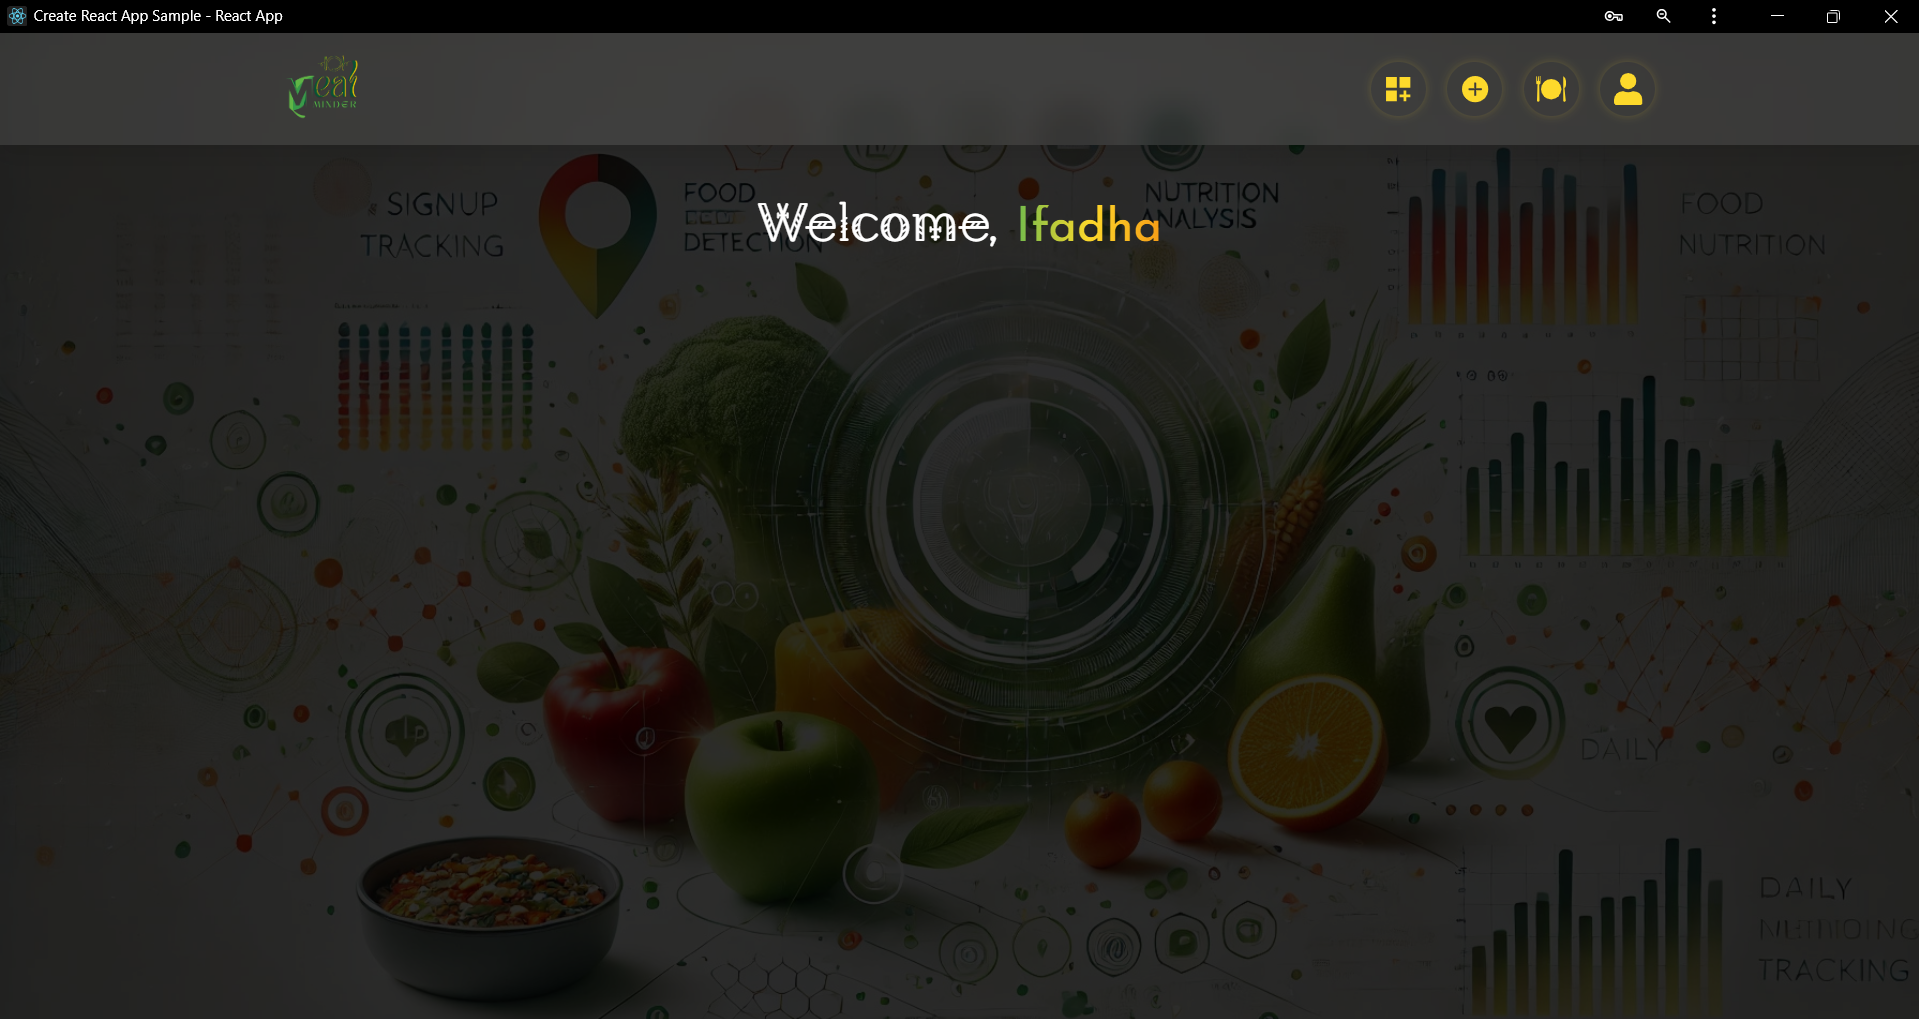 Create React App Sample - React App
Meal
MINDER
SIGNUP
TRACKING
FOOD
DETECTION
Welcome, Ifadha
NUTRITION
ANALYSIS
FOOD
NUTRITION
DAILY
DAILY
TRACKING